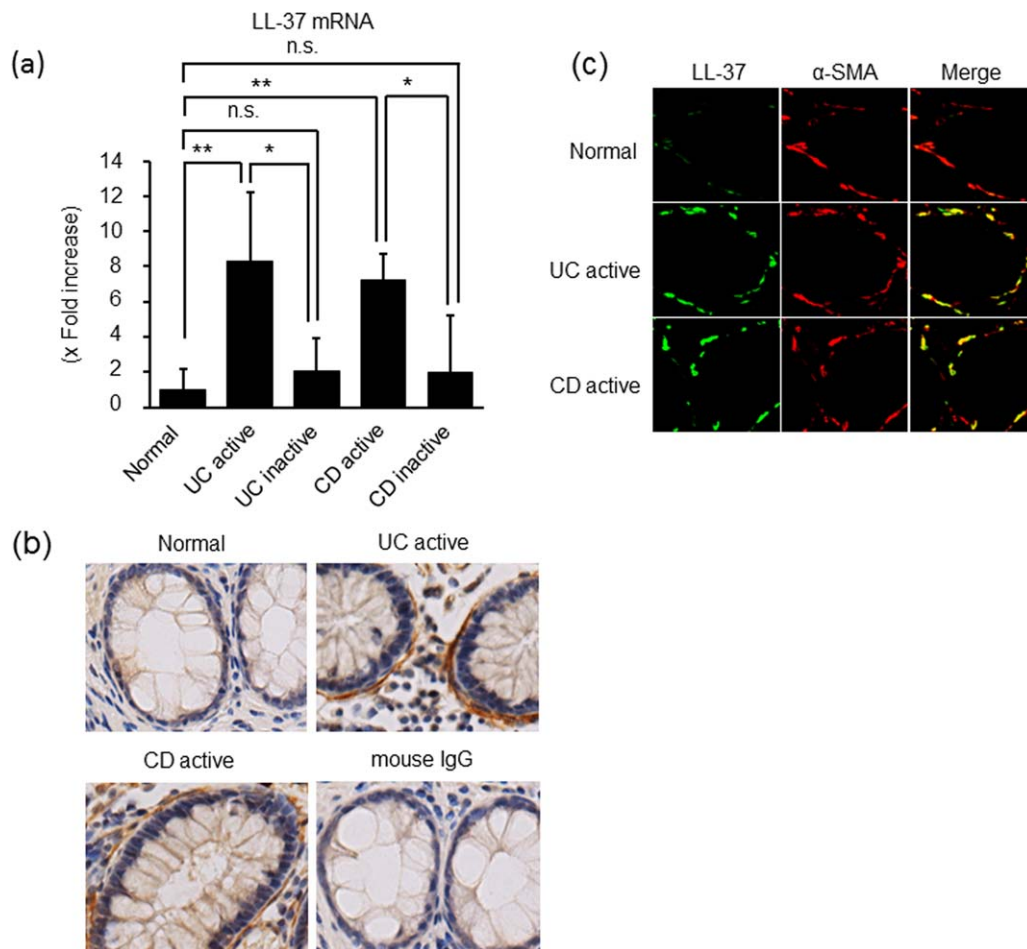 (a)
LL-37 mRNA
n.s.
**
*
n.s.
**
*
14
12
10
8
6
4
2
0
(x Fold increase)
Normal
UC active
UC inactive
CD active
CD inactive
(b)
Normal
UC active
CD active
mouse IgG
(c)
LL-37 α-SMA Merge
Normal
UC active
CD active